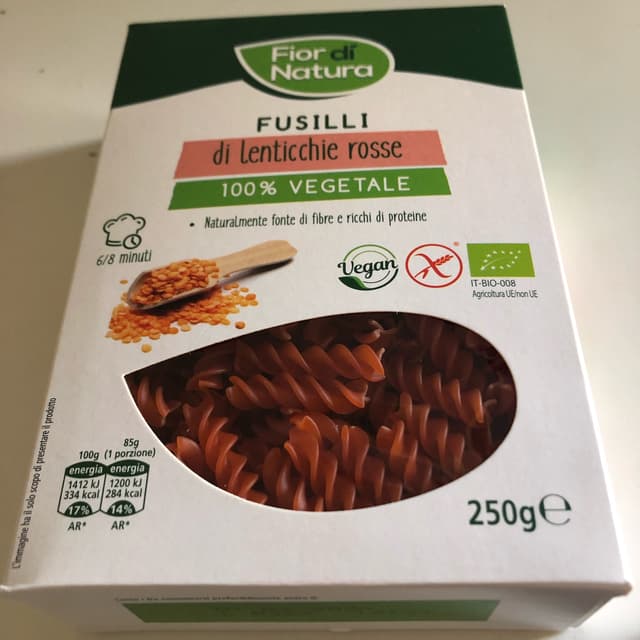 Fior di
Natura
FUSILLI
di lenticchie rosse
100% VEGETALE
• Naturalmente fonte di fibre e ricchi di proteine
6/8 minuti
Vegan
IT-BIO-008
Agricoltura UE/non UE
100g
85g
(1 porzione)
energia
1412 kJ
334 kcal
17%
AR*
energia
1200 kJ
284 kcal
14%
AR*
L'immagine ha il solo scopo di presentare il prodotto
250g e